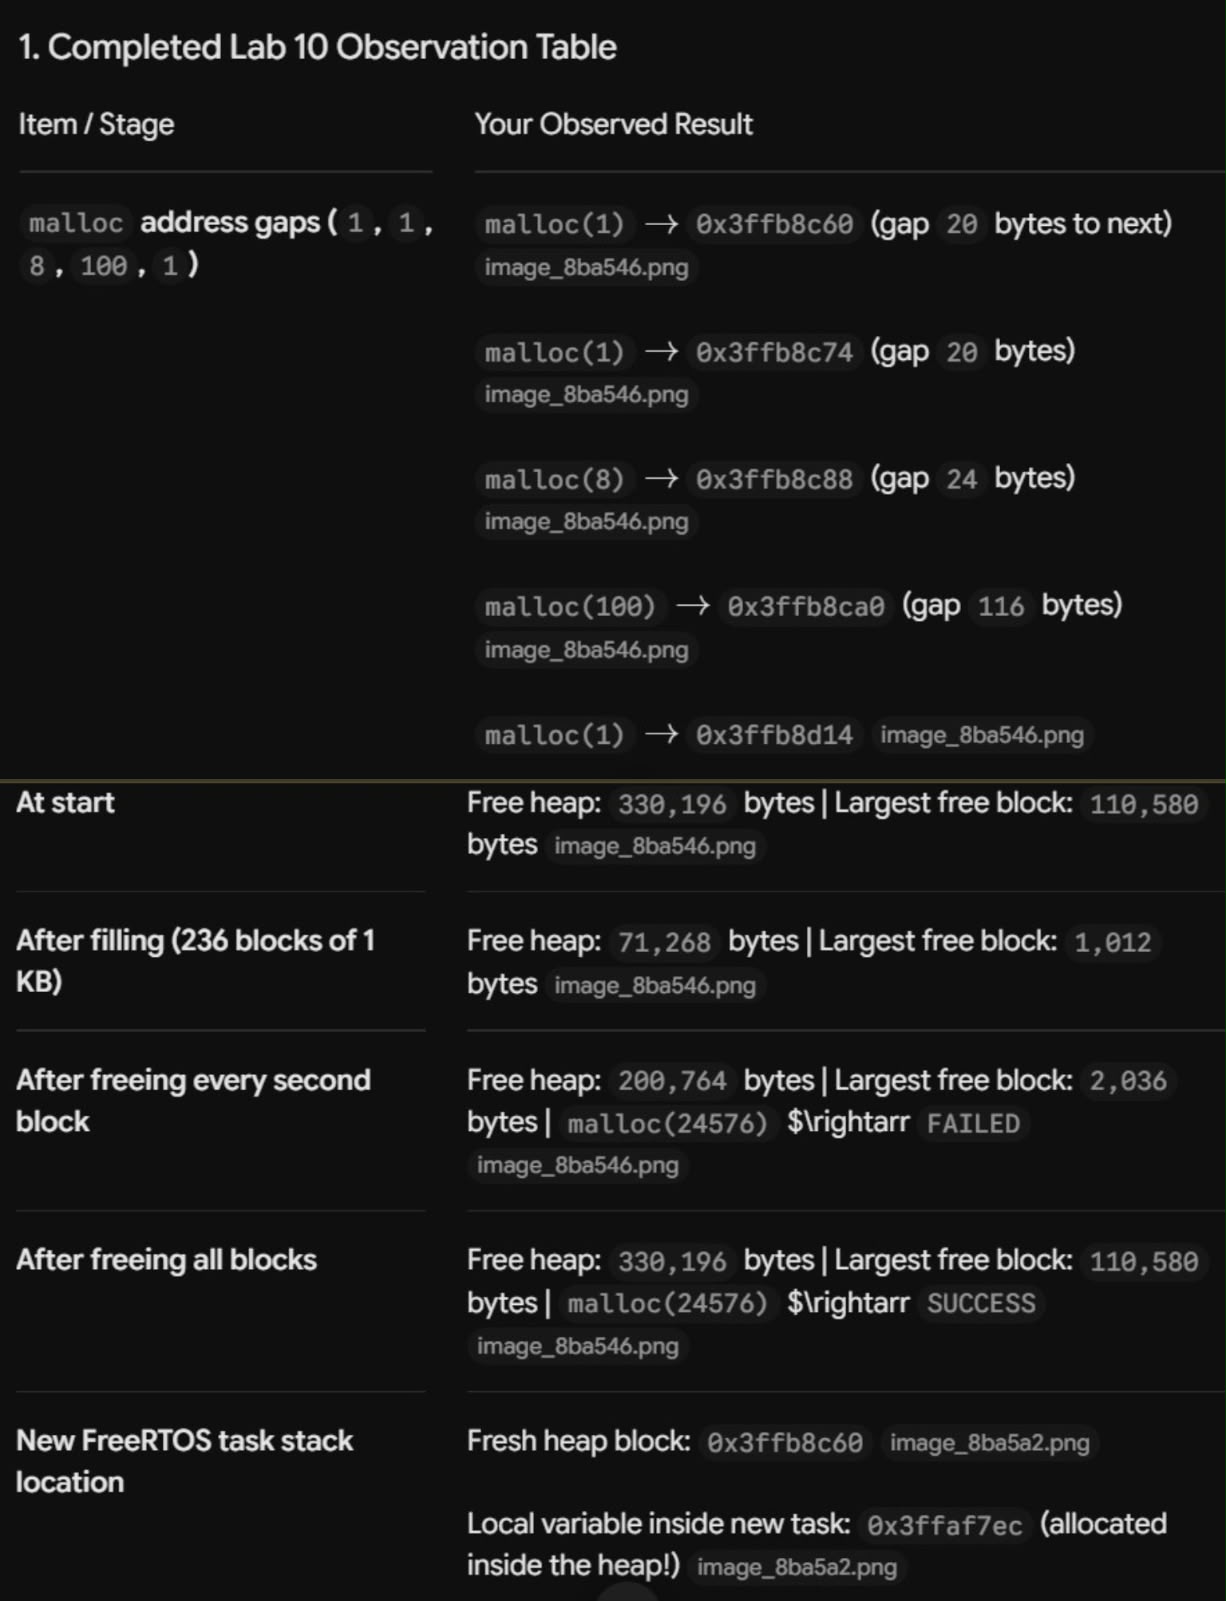 1. Completed Lab 10 Observation Table
Item / Stage
Your Observed Result
malloc address gaps ( 1 , 1 ,
8 , 100 , 1 )
malloc(1) → 0x3ffb8c60 (gap 20 bytes to next)
image_8ba546.png
malloc(1) → 0x3ffb8c74 (gap 20 bytes)
image_8ba546.png
malloc(8) → 0x3ffb8c88 (gap 24 bytes)
image_8ba546.png
malloc(100) → 0x3ffb8ca0 (gap 116 bytes)
image_8ba546.png
malloc(1) → 0x3ffb8d14 image_8ba546.png
At start
Free heap: 330,196 bytes | Largest free block: 110,580
bytes image_8ba546.png
After filling (236 blocks of 1
KB)
Free heap: 71,268 bytes | Largest free block: 1,012
bytes image_8ba546.png
After freeing every second
block
Free heap: 200,764 bytes | Largest free block: 2,036
bytes | malloc(24576) $\rightarr FAILED
image_8ba546.png
After freeing all blocks
Free heap: 330,196 bytes | Largest free block: 110,580
bytes | malloc(24576) $\rightarr SUCCESS
image_8ba546.png
New FreeRTOS task stack
location
Fresh heap block: 0x3ffb8c60 image_8ba5a2.png
Local variable inside new task: 0x3ffaf7ec (allocated
inside the heap!) image_8ba5a2.png